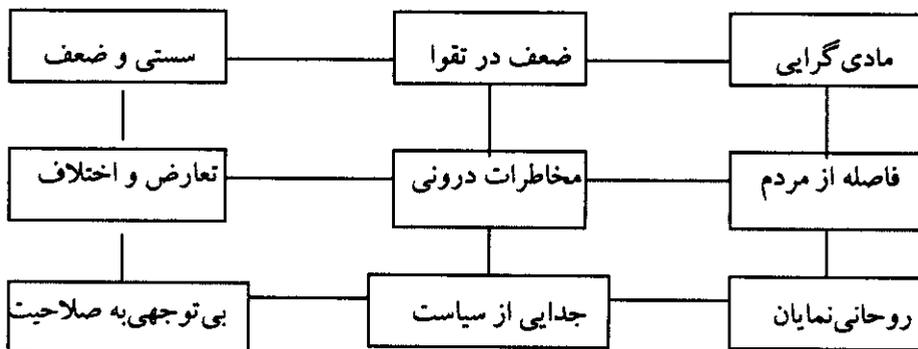 مادی گرایی
ضعف در تقوا
سستی و ضعف
فاصله از مردم
مخاطرات درونی
تعارض و اختلاف
روحانی‌نمایان
جدایی از سیاست
بی‌توجهی‌به صلاحیت